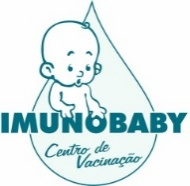 IMUNOBABY
Centro de
Vacinação